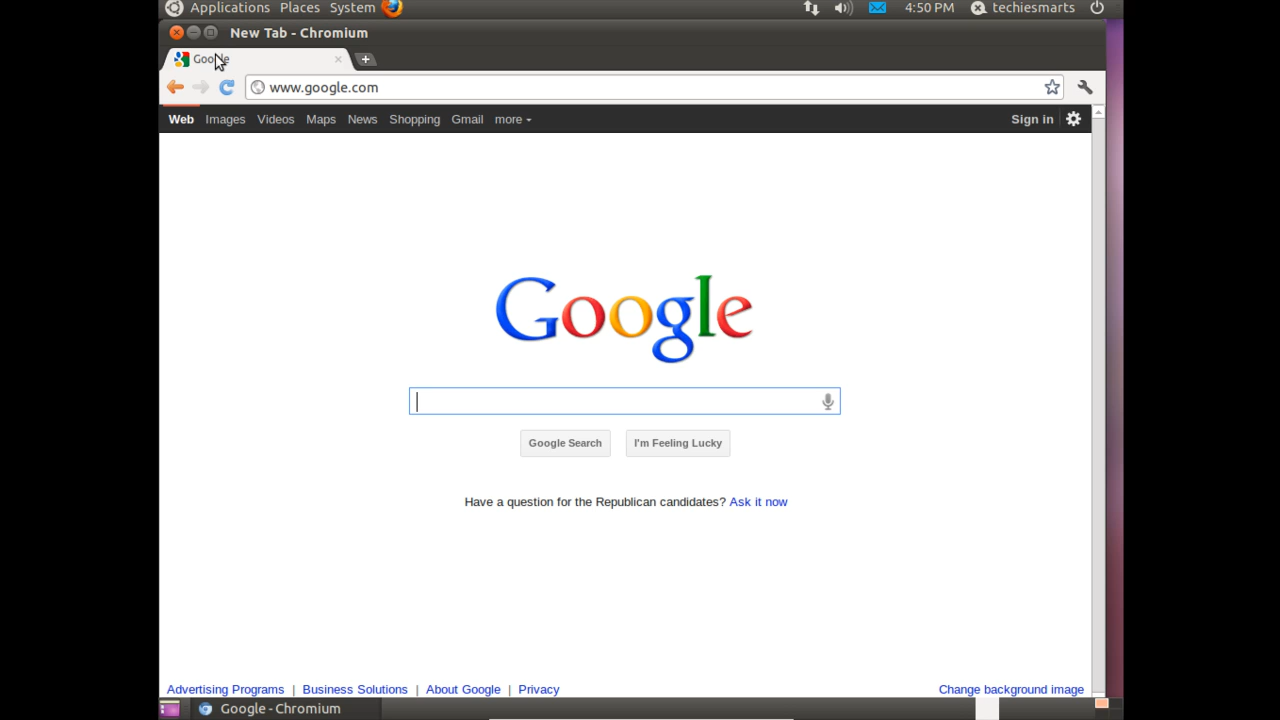 Applications Places System 4:50 PM techiesmarts
New Tab - Chromium
Google
www.google.com
Web Images Videos Maps News Shopping Gmail more Sign in
Google
Google Search I'm Feeling Lucky
Have a question for the Republican candidates? Ask it now
Advertising Programs | Business Solutions | About Google | Privacy Change background image
Google - Chromium